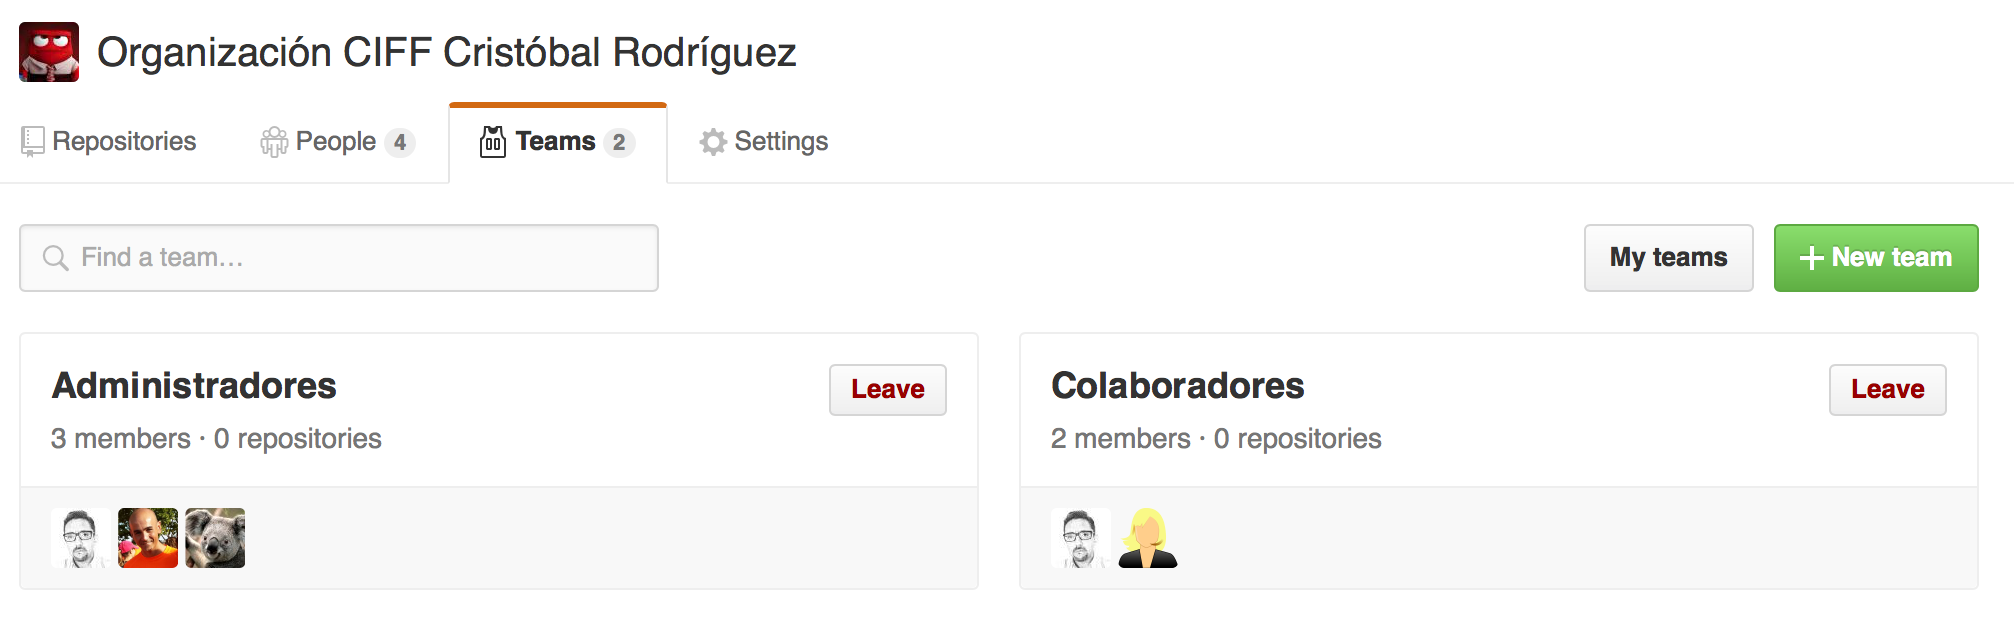 Organización CIFF Cristóbal Rodríguez
Repositories People 4 Teams 2 Settings
Find a team... My teams + New team
Administradores Leave Colaboradores Leave
3 members · 0 repositories 2 members · 0 repositories